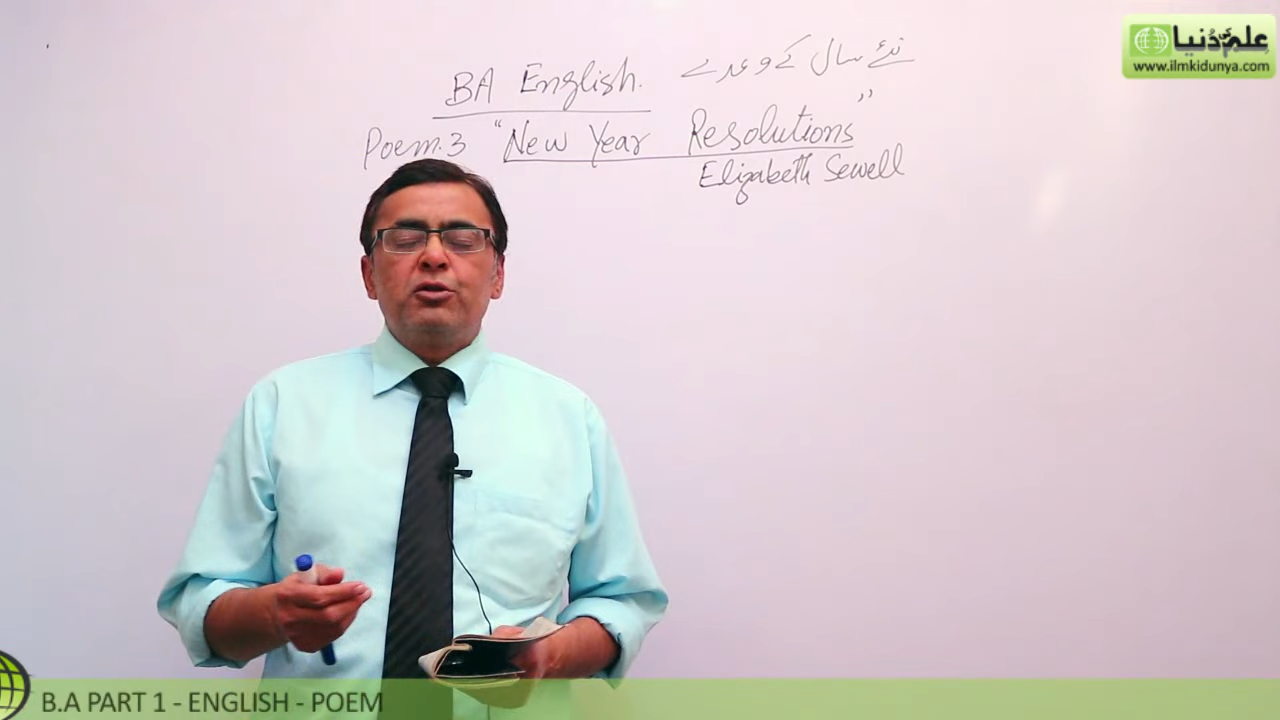 علم کی دنیا
www.ilmkidunya.com
BA English. نئے سال کے وعدے
Poem.3 "New Year Resolutions"
Elizabeth Sewell
B.A PART 1 - ENGLISH - POEM